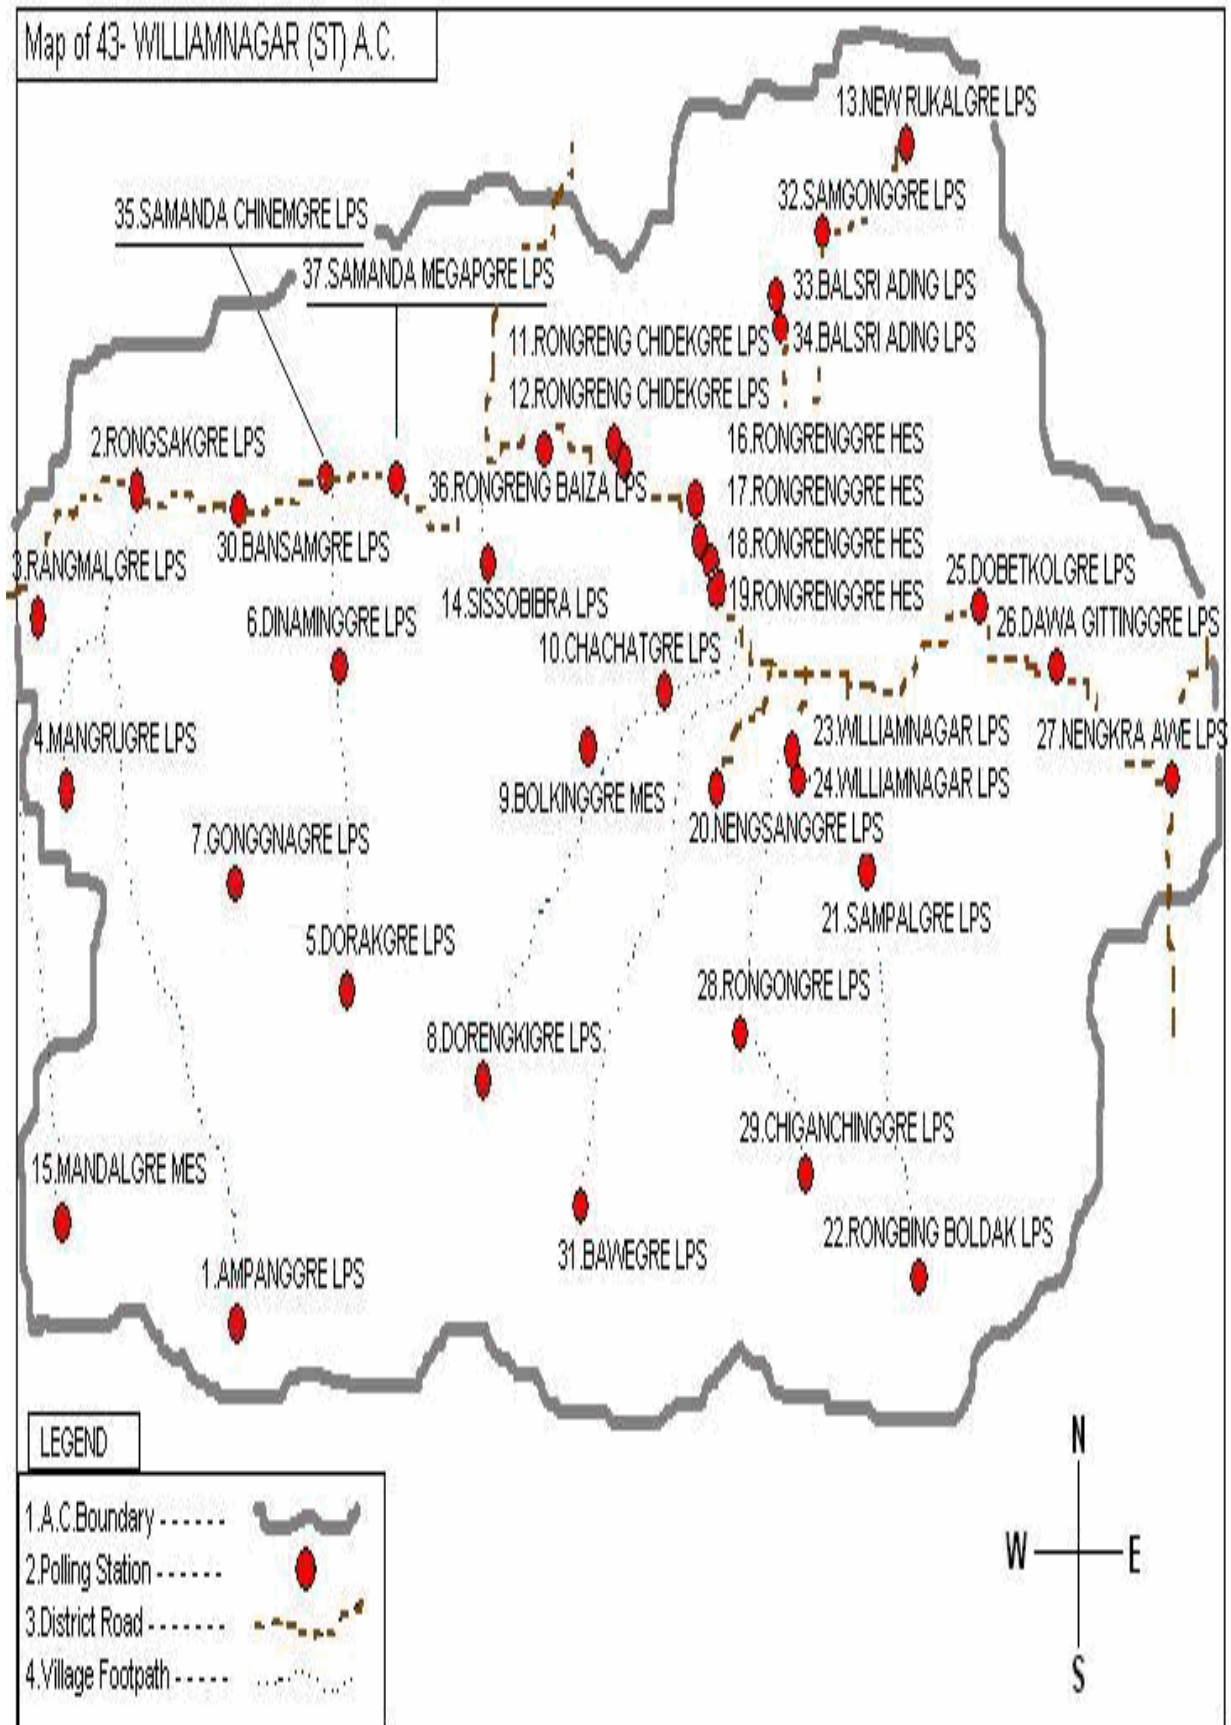 Map of 43- WILLIAMNAGAR (ST) A.C.
13.NEW RUKALGRE LPS
32.SAMGONGGRE LPS
35.SAMANDA CHINEMGRE LPS
37.SAMANDA MEGAPGRE LPS
33.BALSRI ADING LPS
34.BALSRI ADING LPS
11.RONGRENG CHIDEKGRE LPS
12.RONGRENG CHIDEKGRE LPS
2.RONGSAKGRE LPS
16.RONGRENGGRE HES
36.RONGRENG BAIZA LPS
17.RONGRENGGRE HES
30.BANSAMGRE LPS
18.RONGRENGGRE HES
3.RANGMALGRE LPS
25.DOBETKOLGRE LPS
19.RONGRENGGRE HES
14.SISSOBIBRA LPS
6.DINAMINGGRE LPS
26.DAWA GITTINGGRE LPS
10.CHACHATGRE LPS
4.MANGRUGRE LPS
23.WILLIAMNAGAR LPS
27.NENGKRA AWE LPS
24.WILLIAMNAGAR LPS
9.BOLKINGGRE MES
20.NENGSANGGRE LPS
7.GONGGNAGRE LPS
21.SAMPALGRE LPS
5.DORAKGRE LPS
28.RONGONGRE LPS
8.DORENGKIGRE LPS.
29.CHIGANCHINGGRE LPS
15.MANDALGRE MES
22.RONGBING BOLDAK LPS
31.BAWEGRE LPS
1.AMPANGGRE LPS
LEGEND
1.A.C.Boundary ------
2.Polling Station ------
3.District Road ------
4.Village Footpath -----
N
W E
S